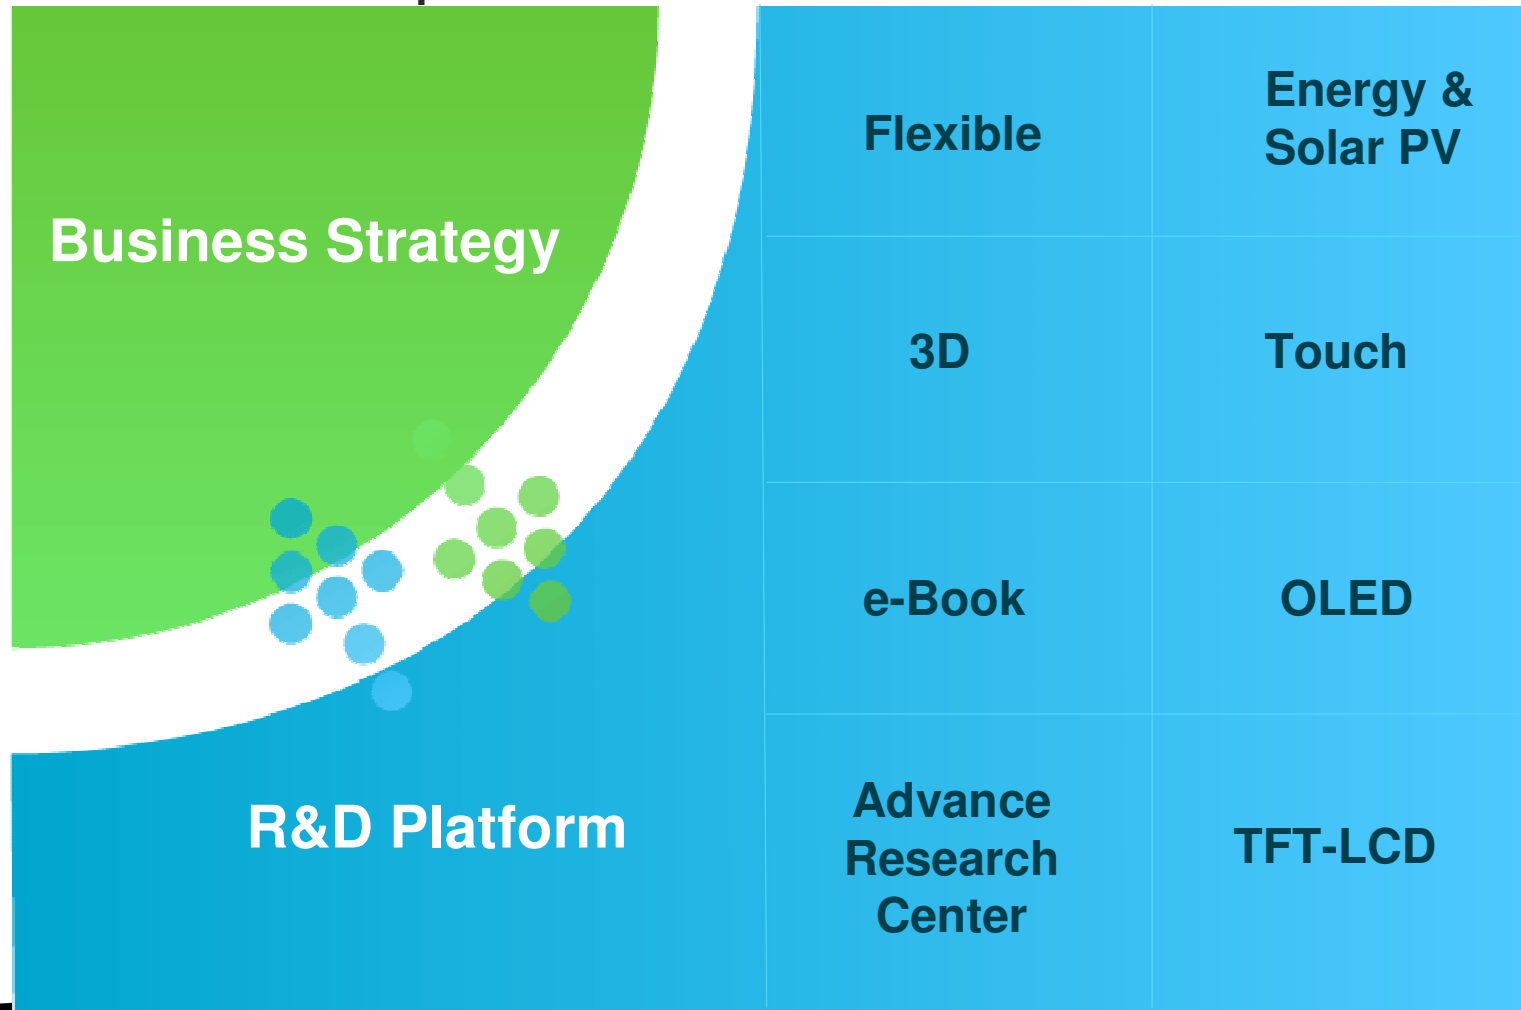 Business Strategy
R&D Platform
Flexible
Energy &
Solar PV
3D
Touch
e-Book
OLED
Advance
Research
Center
TFT-LCD